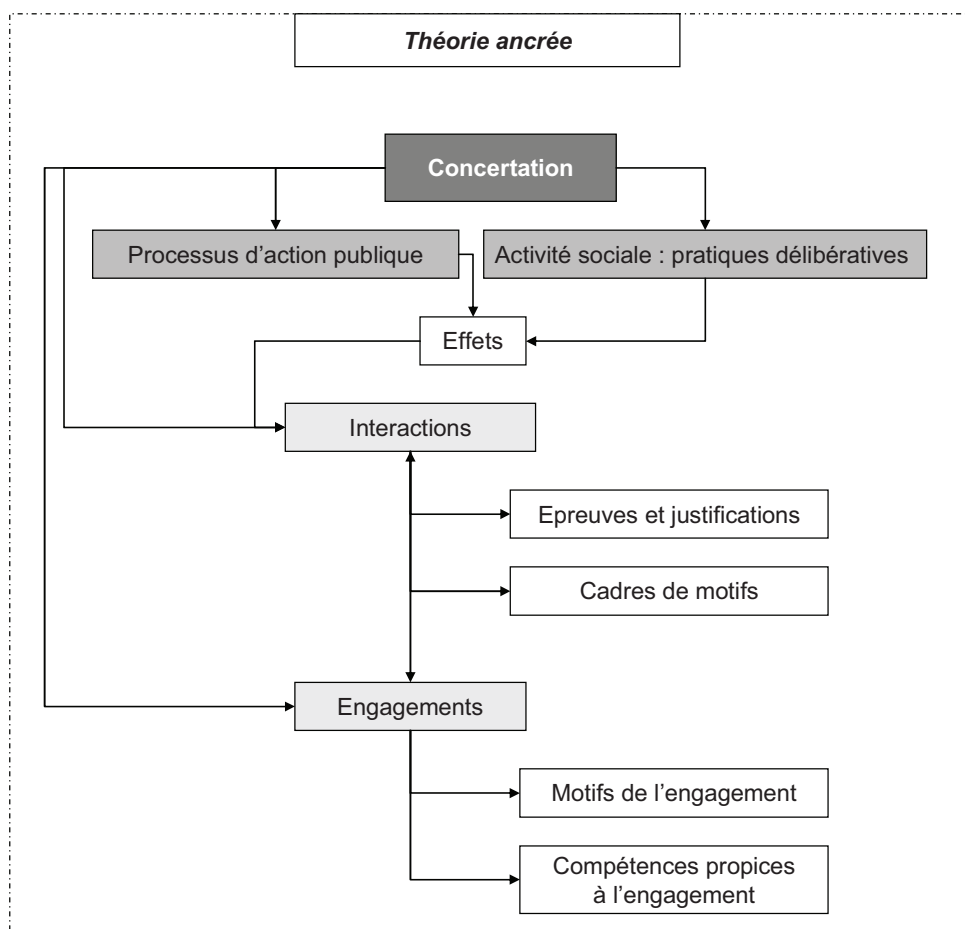 Théorie ancrée
Concertation
Processus d’action publique
Activité sociale : pratiques délibératives
Effets
Interactions
Epreuves et justifications
Cadres de motifs
Engagements
Motifs de l’engagement
Compétences propices
à l’engagement